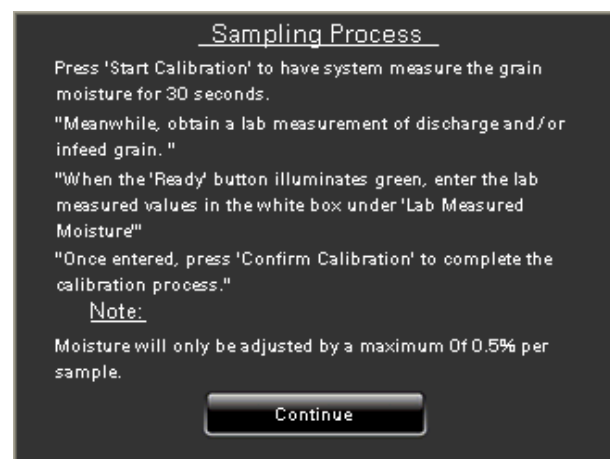 Sampling Process
Press 'Start Calibration' to have system measure the grain
moisture for 30 seconds.
"Meanwhile, obtain a lab measurement of discharge and/or
infeed grain. "
"When the 'Ready' button illuminates green, enter the lab
measured values in the white box under 'Lab Measured
Moisture'"
"Once entered, press 'Confirm Calibration' to complete the
calibration process."
Note:
Moisture will only be adjusted by a maximum 0f 0.5% per
sample.
Continue